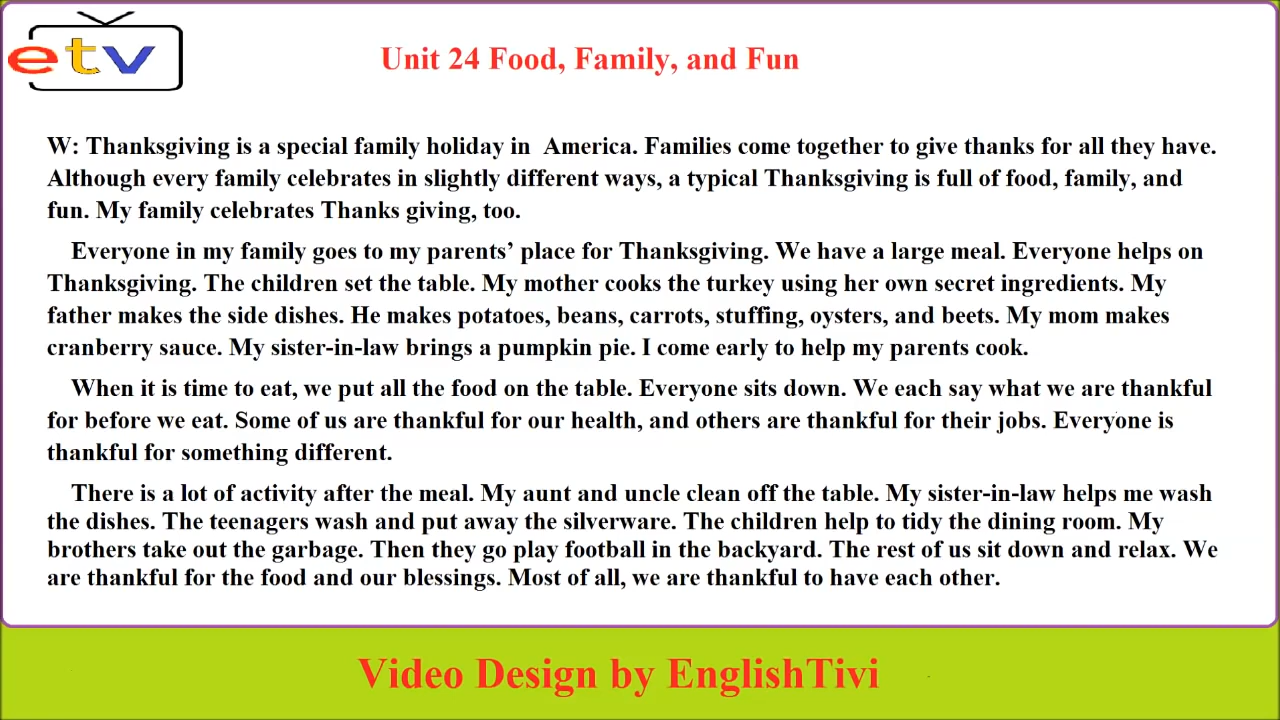 etv
Unit 24 Food, Family, and Fun
W: Thanksgiving is a special family holiday in  America. Families come together to give thanks for all they have.
Although every family celebrates in slightly different ways, a typical Thanksgiving is full of food, family, and
fun. My family celebrates Thanks giving, too.
Everyone in my family goes to my parents’ place for Thanksgiving. We have a large meal. Everyone helps on
Thanksgiving. The children set the table. My mother cooks the turkey using her own secret ingredients. My
father makes the side dishes. He makes potatoes, beans, carrots, stuffing, oysters, and beets. My mom makes
cranberry sauce. My sister-in-law brings a pumpkin pie. I come early to help my parents cook.
When it is time to eat, we put all the food on the table. Everyone sits down. We each say what we are thankful
for before we eat. Some of us are thankful for our health, and others are thankful for their jobs. Everyone is
thankful for something different.
There is a lot of activity after the meal. My aunt and uncle clean off the table. My sister-in-law helps me wash
the dishes. The teenagers wash and put away the silverware. The children help to tidy the dining room. My
brothers take out the garbage. Then they go play football in the backyard. The rest of us sit down and relax. We
are thankful for the food and our blessings. Most of all, we are thankful to have each other.
Video Design by EnglishTivi